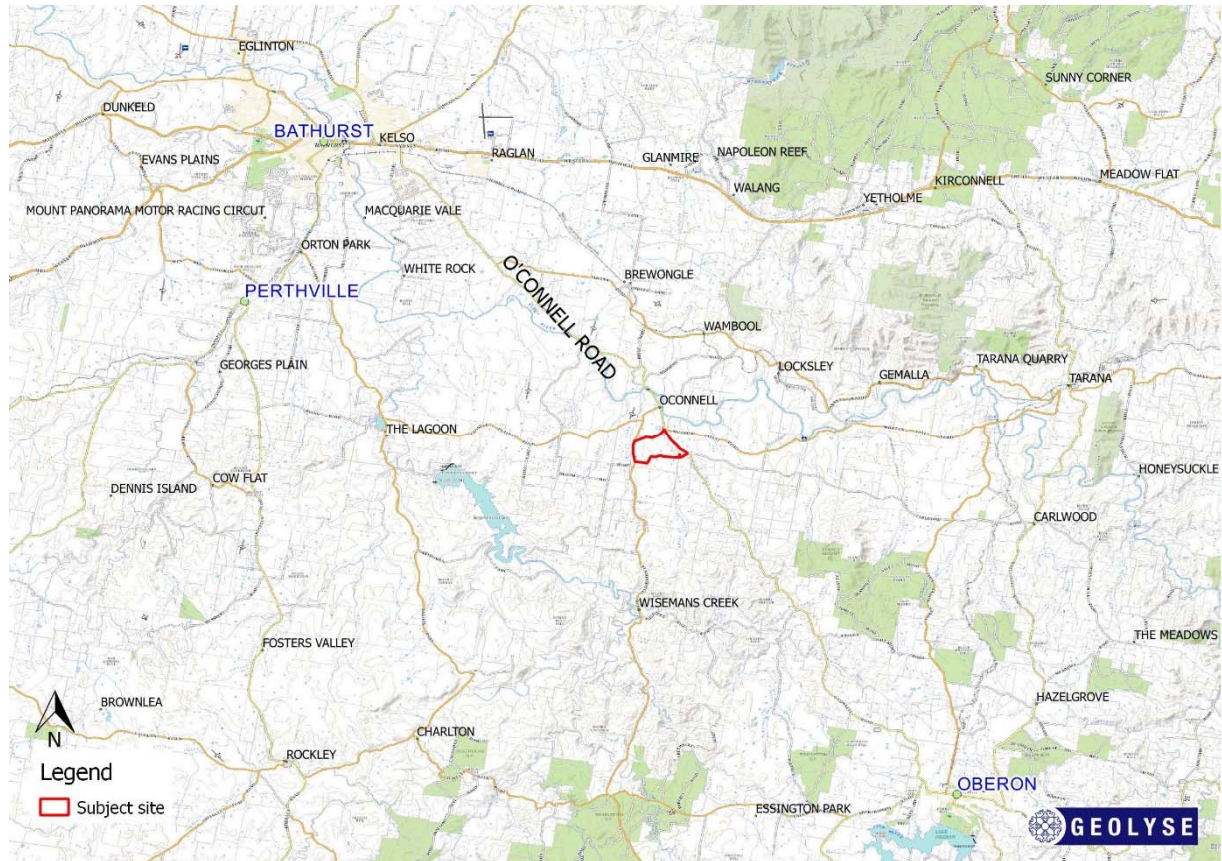 EGLINTON
SUNNY CORNER
DUNKELD
BATHURST
KELSO
RAGLAN
EVANS PLAINS
GLANMIRE
NAPOLEON REEF
WALANG
KIRCONNELL
MEADOW FLAT
YETHOLME
MOUNT PANORAMA MOTOR RACING CIRCUT
MACQUARIE VALE
ORTON PARK
WHITE ROCK
BREWONGLE
O'CONNELL ROAD
PERTHVILLE
WAMBOOL
GEORGES PLAIN
LOCKSLEY
GEMALLA
TARANA QUARRY
TARANA
OCONNELL
THE LAGOON
COW FLAT
DENNIS ISLAND
HONEYSUCKLE
CARLWOOD
WISEMANS CREEK
FOSTERS VALLEY
THE MEADOWS
BROWNLEA
HAZELGROVE
CHARLTON
ROCKLEY
OBERON
ESSINGTON PARK
N
Legend
Subject site
GEOLYSE